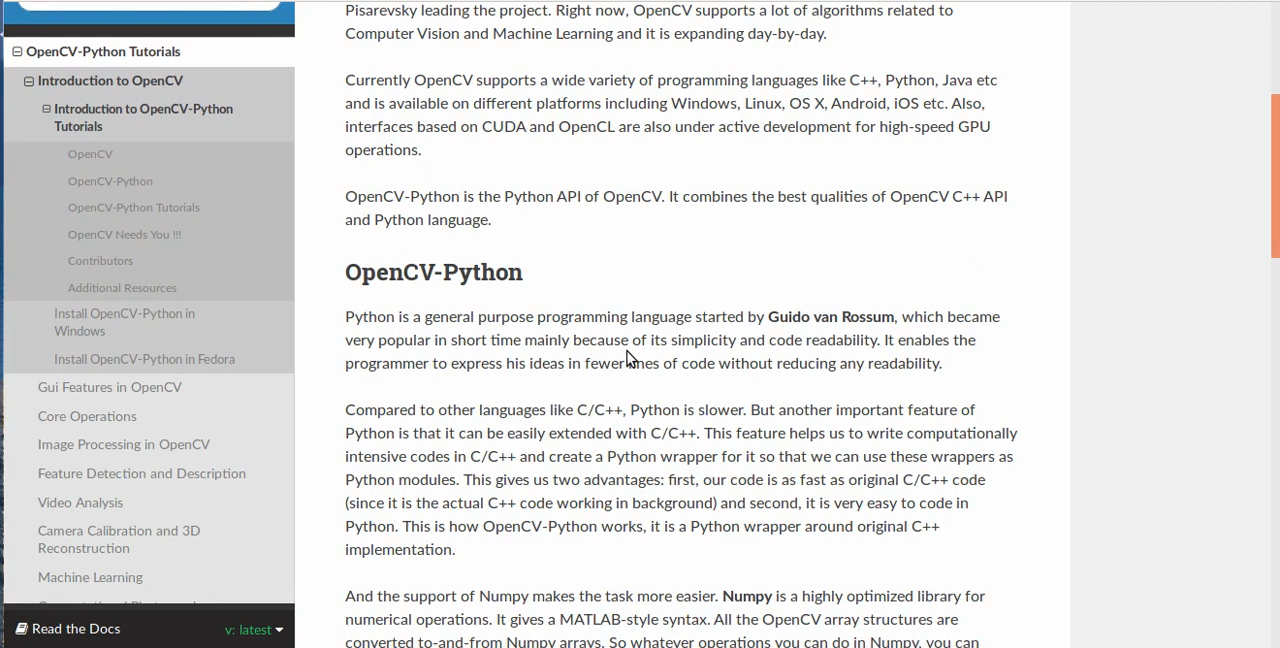 OpenCV-Python Tutorials
Introduction to OpenCV
Introduction to OpenCV-Python
Tutorials
OpenCV
OpenCV-Python
OpenCV-Python Tutorials
OpenCV Needs You !!!
Contributors
Additional Resources
Install OpenCV-Python in
Windows
Install OpenCV-Python in Fedora
Gui Features in OpenCV
Core Operations
Image Processing in OpenCV
Feature Detection and Description
Video Analysis
Camera Calibration and 3D
Reconstruction
Machine Learning
Read the Docs
v: latest
Pisarevsky leading the project. Right now, OpenCV supports a lot of algorithms related to
Computer Vision and Machine Learning and it is expanding day-by-day.
Currently OpenCV supports a wide variety of programming languages like C++, Python, Java etc
and is available on different platforms including Windows, Linux, OS X, Android, iOS etc. Also,
interfaces based on CUDA and OpenCL are also under active development for high-speed GPU
operations.
OpenCV-Python is the Python API of OpenCV. It combines the best qualities of OpenCV C++ API
and Python language.
OpenCV-Python
Python is a general purpose programming language started by Guido van Rossum, which became
very popular in short time mainly because of its simplicity and code readability. It enables the
programmer to express his ideas in fewer lines of code without reducing any readability.
Compared to other languages like C/C++, Python is slower. But another important feature of
Python is that it can be easily extended with C/C++. This feature helps us to write computationally
intensive codes in C/C++ and create a Python wrapper for it so that we can use these wrappers as
Python modules. This gives us two advantages: first, our code is as fast as original C/C++ code
(since it is the actual C++ code working in background) and second, it is very easy to code in
Python. This is how OpenCV-Python works, it is a Python wrapper around original C++
implementation.
And the support of Numpy makes the task more easier. Numpy is a highly optimized library for
numerical operations. It gives a MATLAB-style syntax. All the OpenCV array structures are
converted to-and-from Numpy arrays. So whatever operations you can do in Numpy, you can